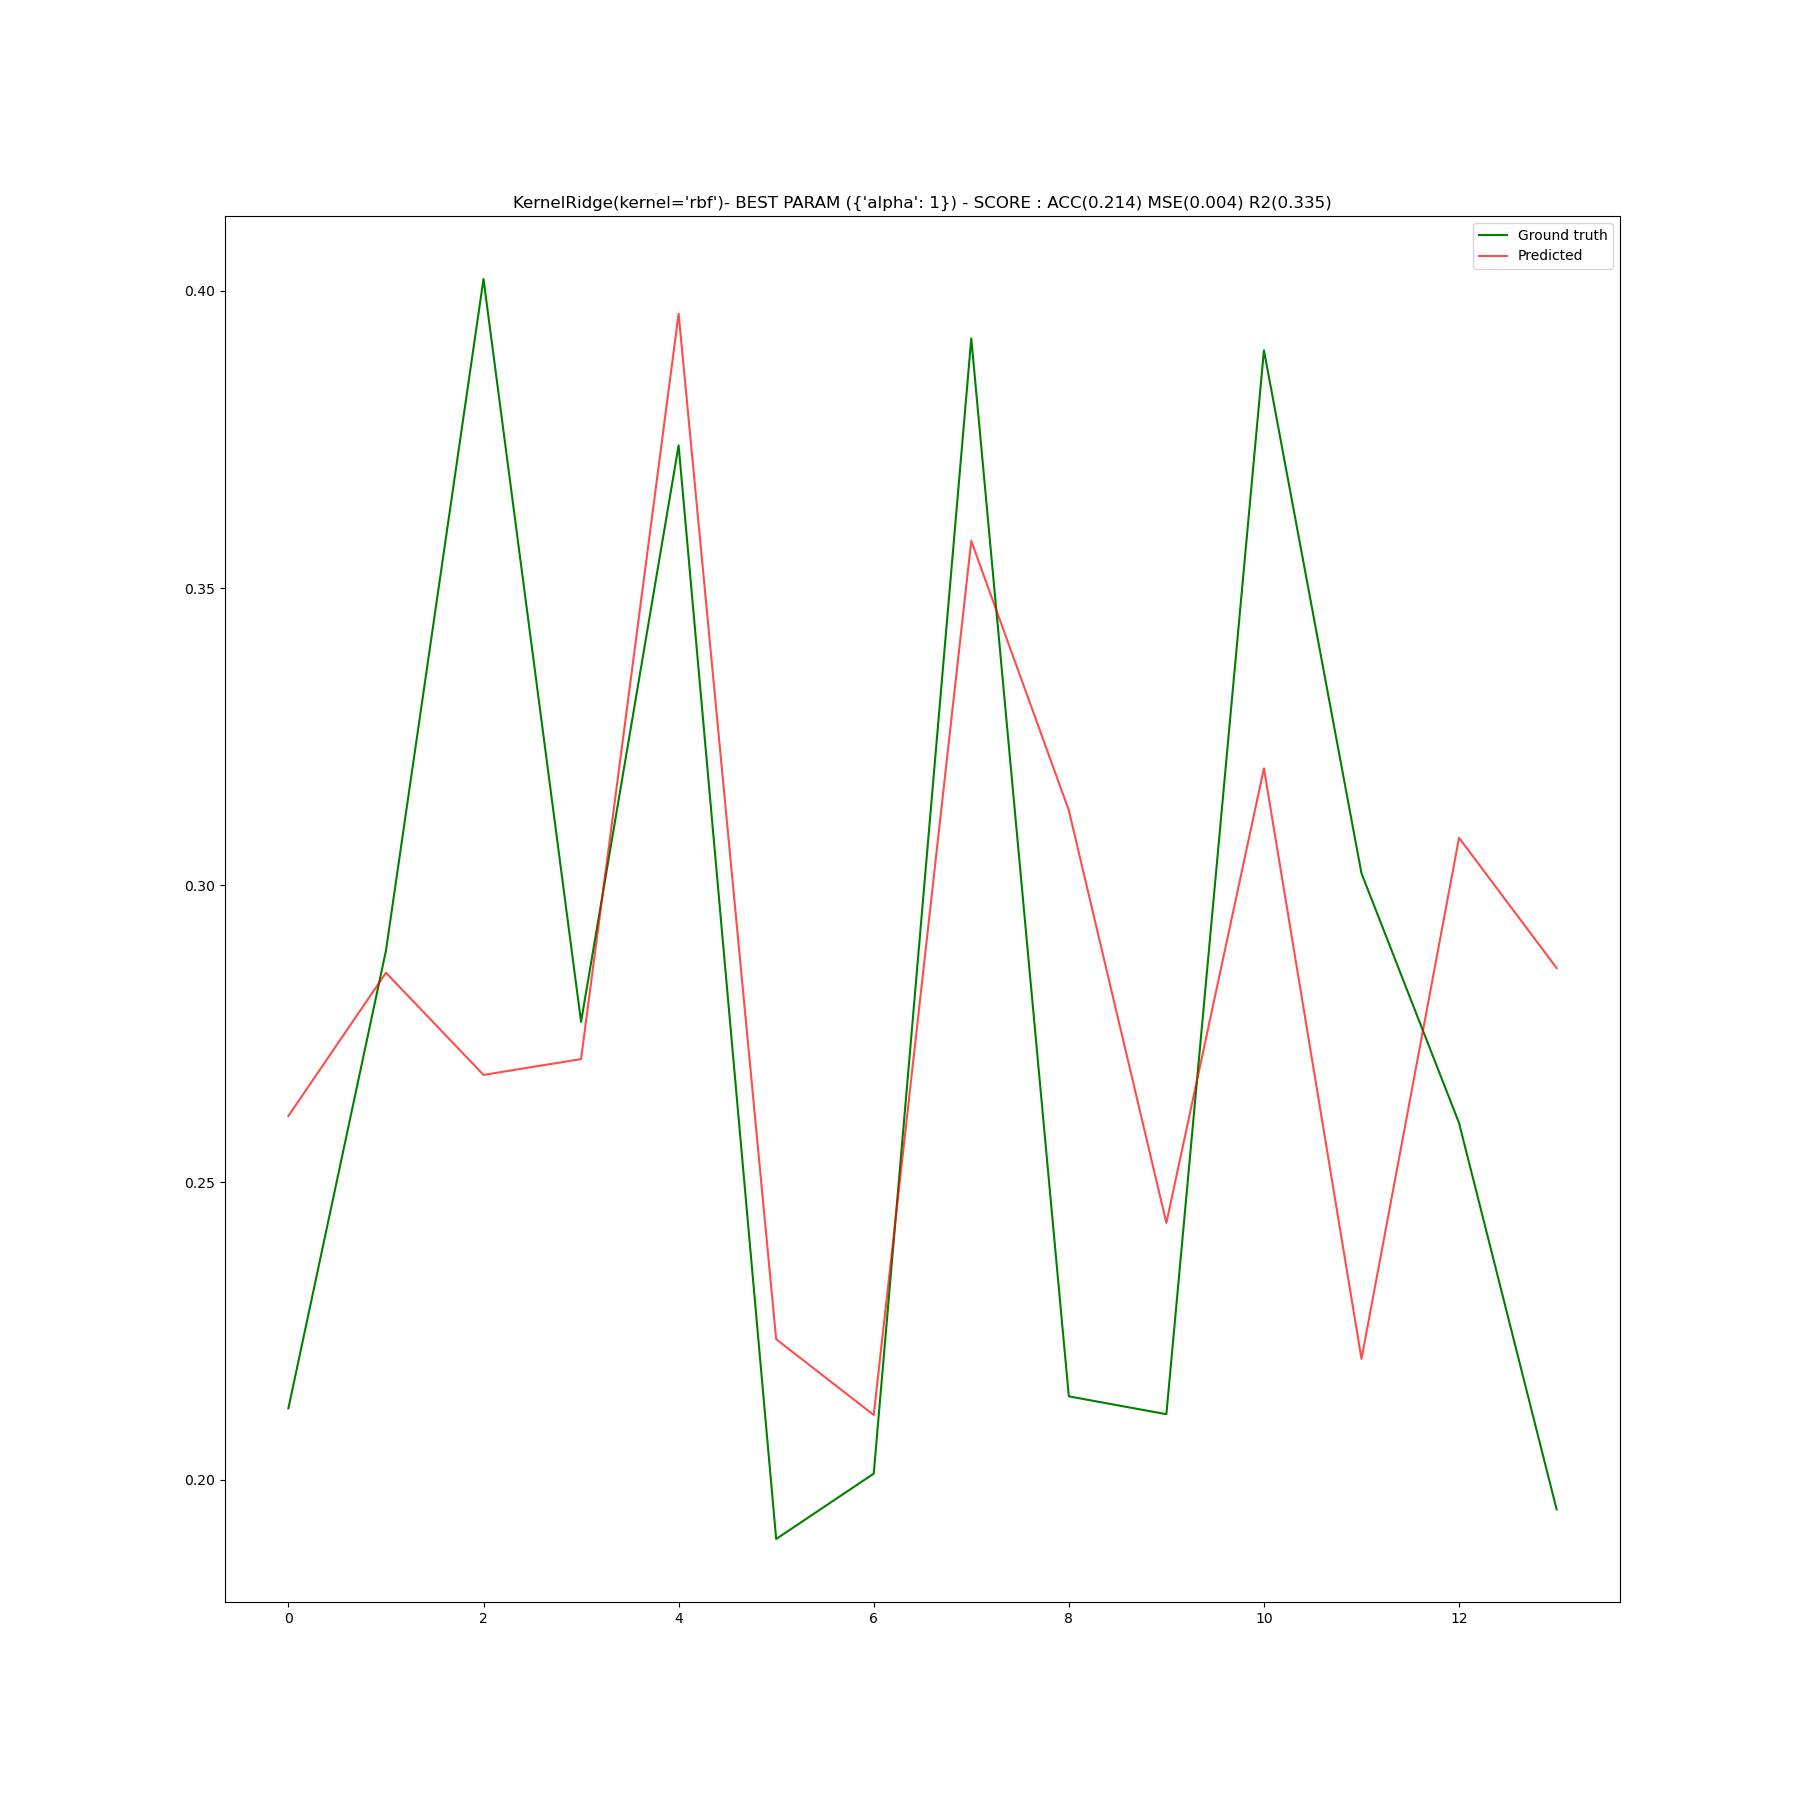 KernelRidge(kernel='rbf')- BEST PARAM ({'alpha': 1}) - SCORE : ACC(0.214) MSE(0.004) R2(0.335)
Ground truth
Predicted
0.40
0.35
0.30
0.25
0.20
0 2 4 6 8 10 12